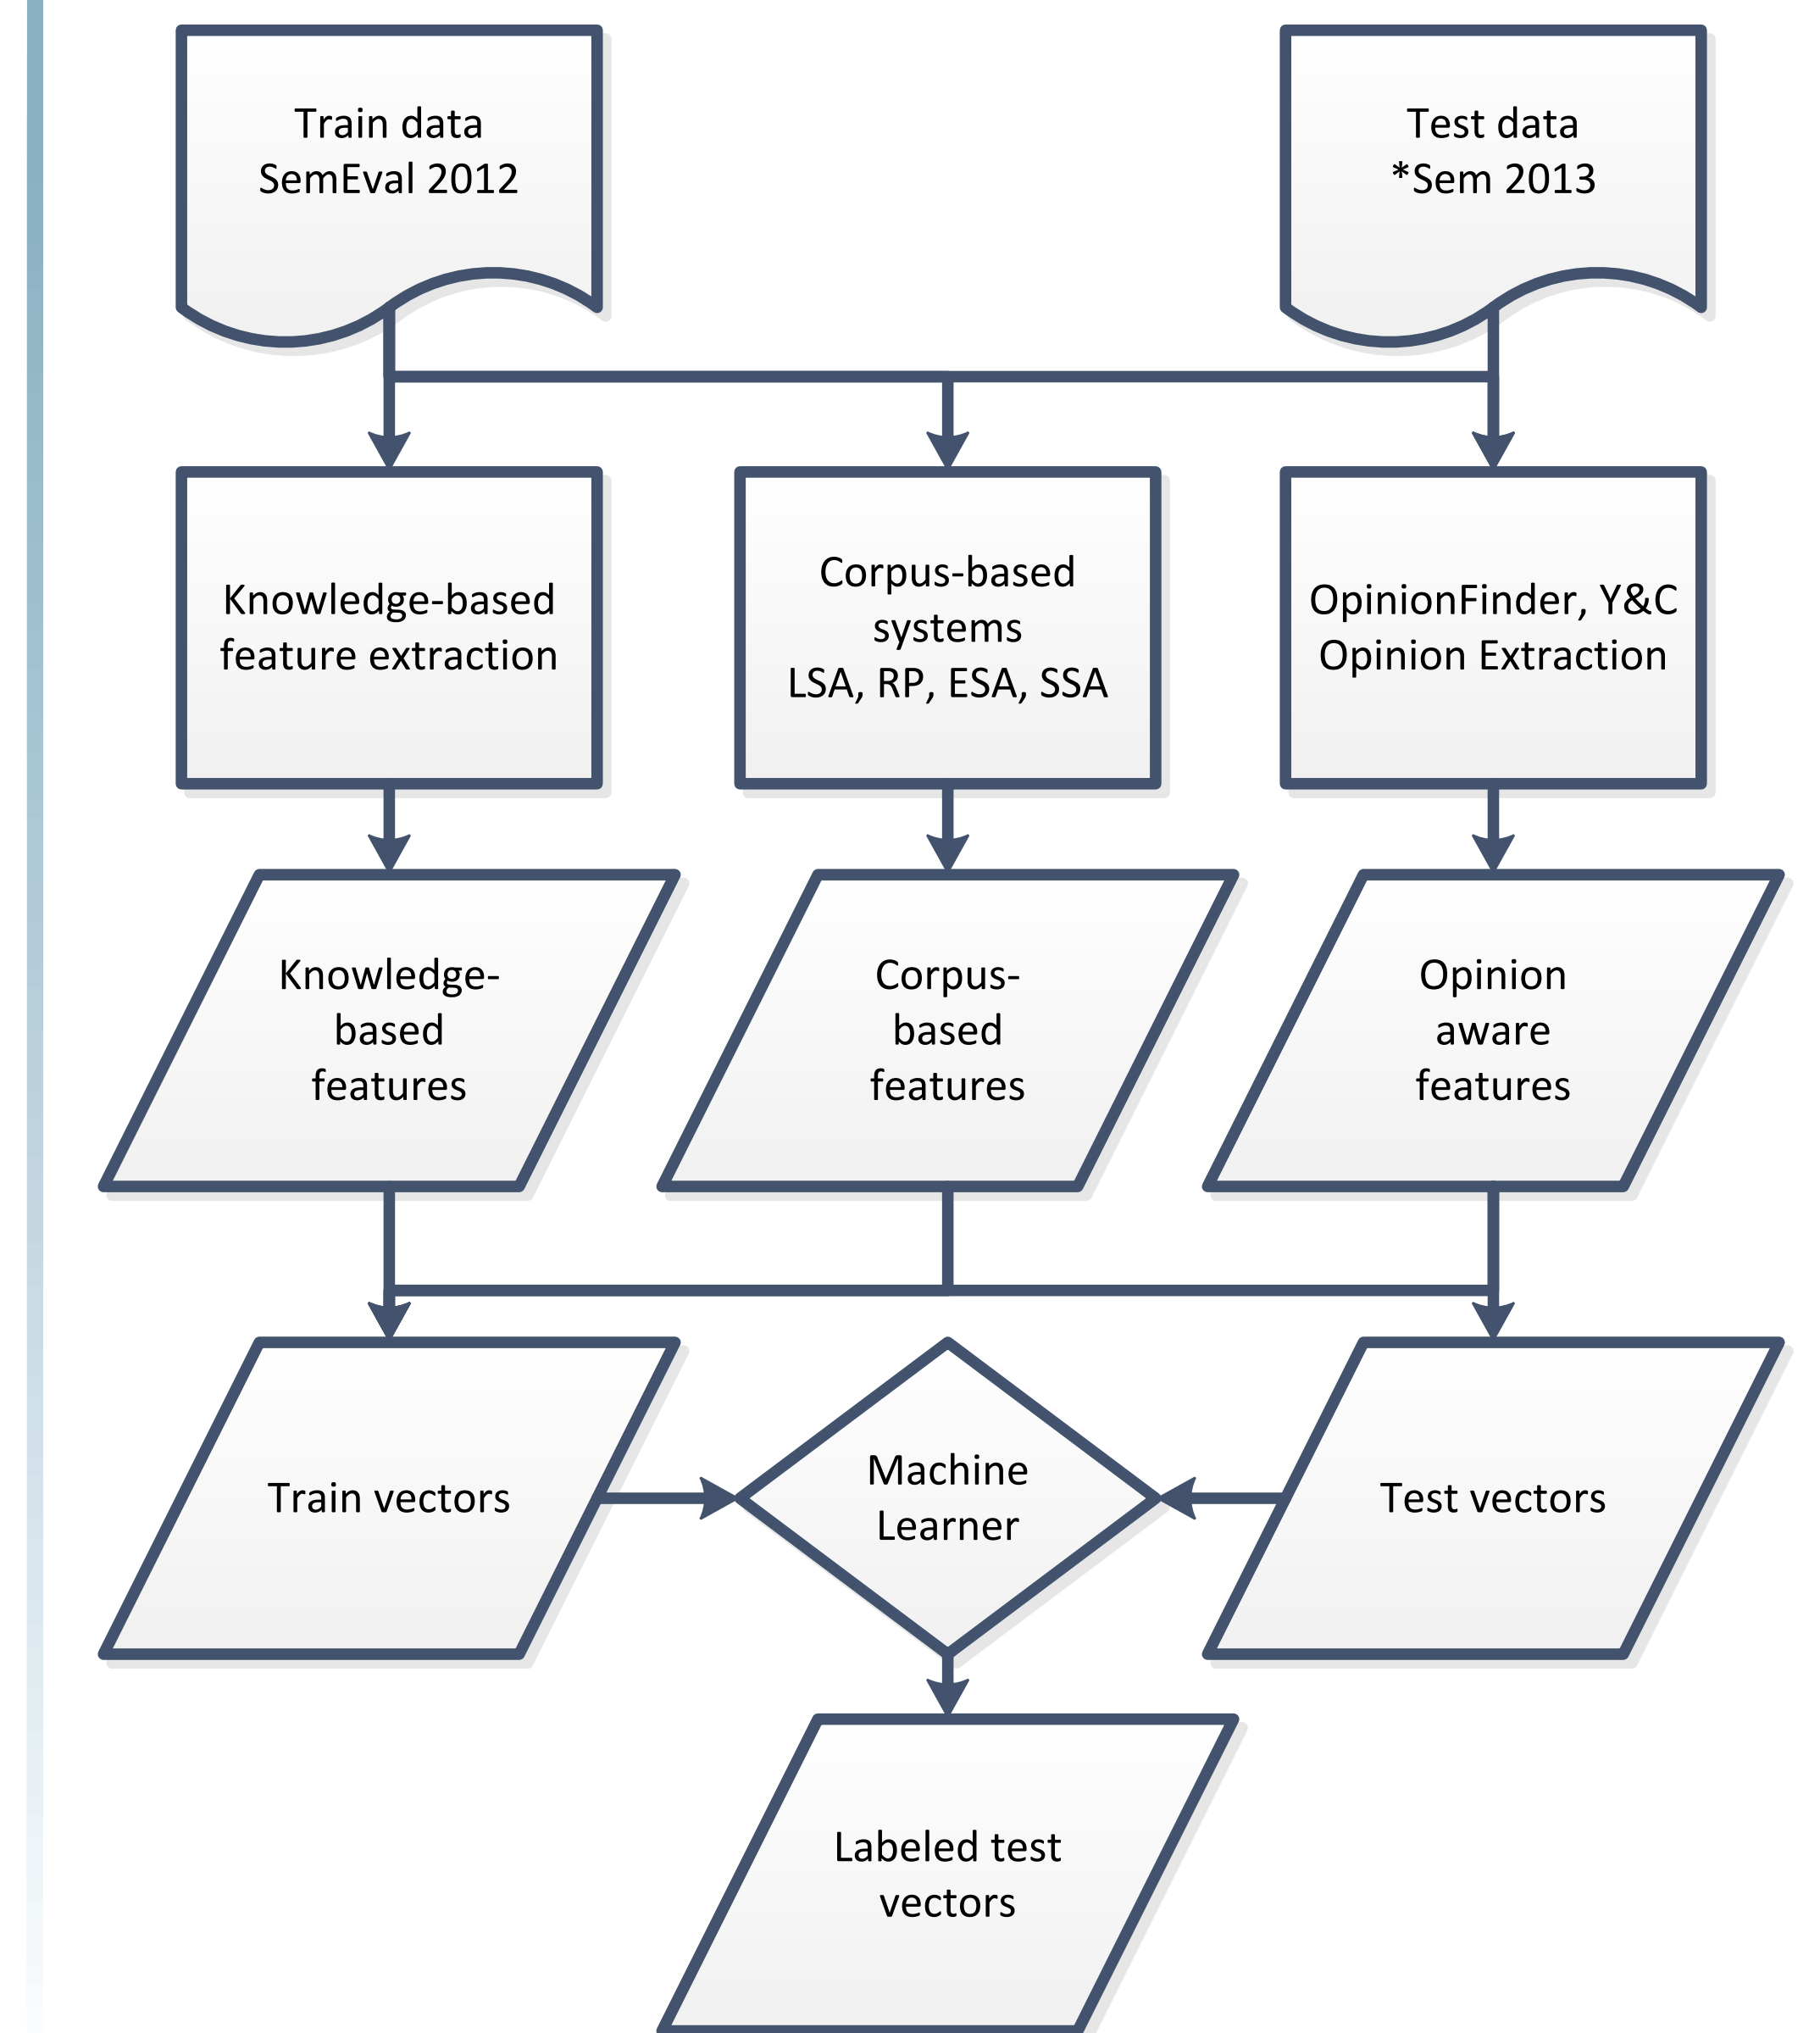 Train data
SemEval 2012
Test data
*Sem 2013
Knowledge-based
feature extraction
Corpus-based
systems
LSA, RP, ESA, SSA
OpinionFinder, Y&C
Opinion Extraction
Knowledge-
based
features
Corpus-
based
features
Opinion
aware
features
Train vectors
Machine
Learner
Test vectors
Labeled test
vectors